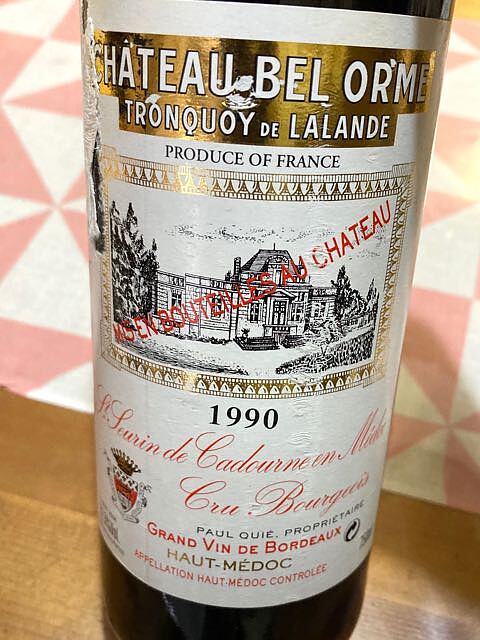 CHÂTEAU BEL ORME
TRONQUOY DE LALANDE
PRODUCE OF FRANCE
MIS EN BOUTEILLES AU CHATEAU
1990
St Seurin de Cadourne en Médoc
Cru Bourgeois
PAUL QUIÉ, PROPRIÉTAIRE
GRAND VIN DE BORDEAUX
HAUT-MÉDOC
APPELLATION HAUT-MÉDOC CONTROLÉE